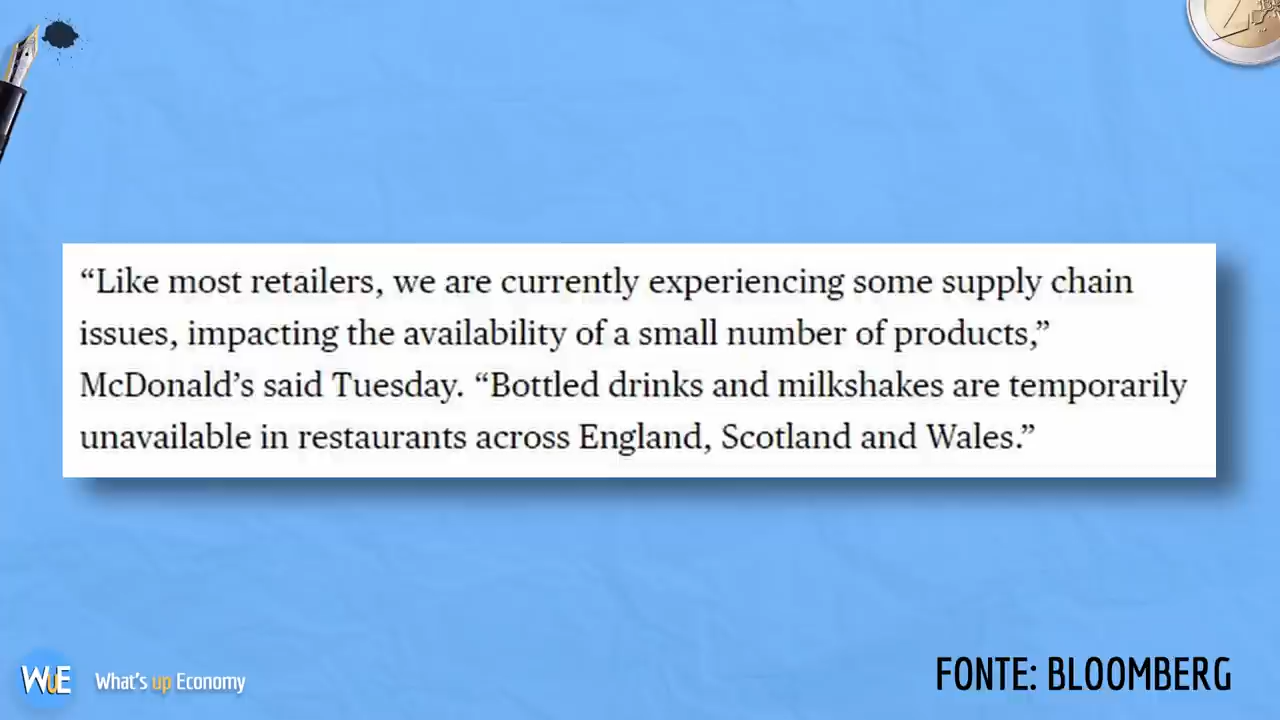 “Like most retailers, we are currently experiencing some supply chain
issues, impacting the availability of a small number of products,”
McDonald’s said Tuesday. “Bottled drinks and milkshakes are temporarily
unavailable in restaurants across England, Scotland and Wales.”
WuE What’s up Economy
FONTE: BLOOMBERG